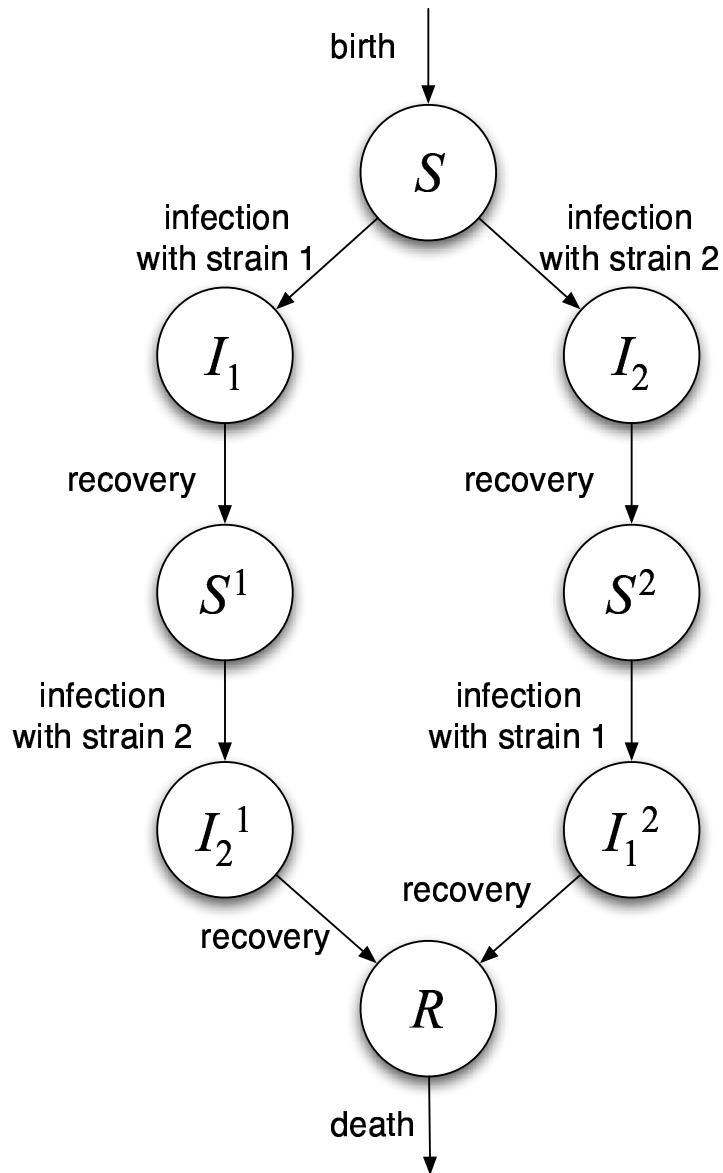 birth
S
infection
with strain 1
infection
with strain 2
I₁
I₂
recovery
recovery
S¹
S²
infection
with strain 2
infection
with strain 1
I₂¹
I₁²
recovery
recovery
R
death